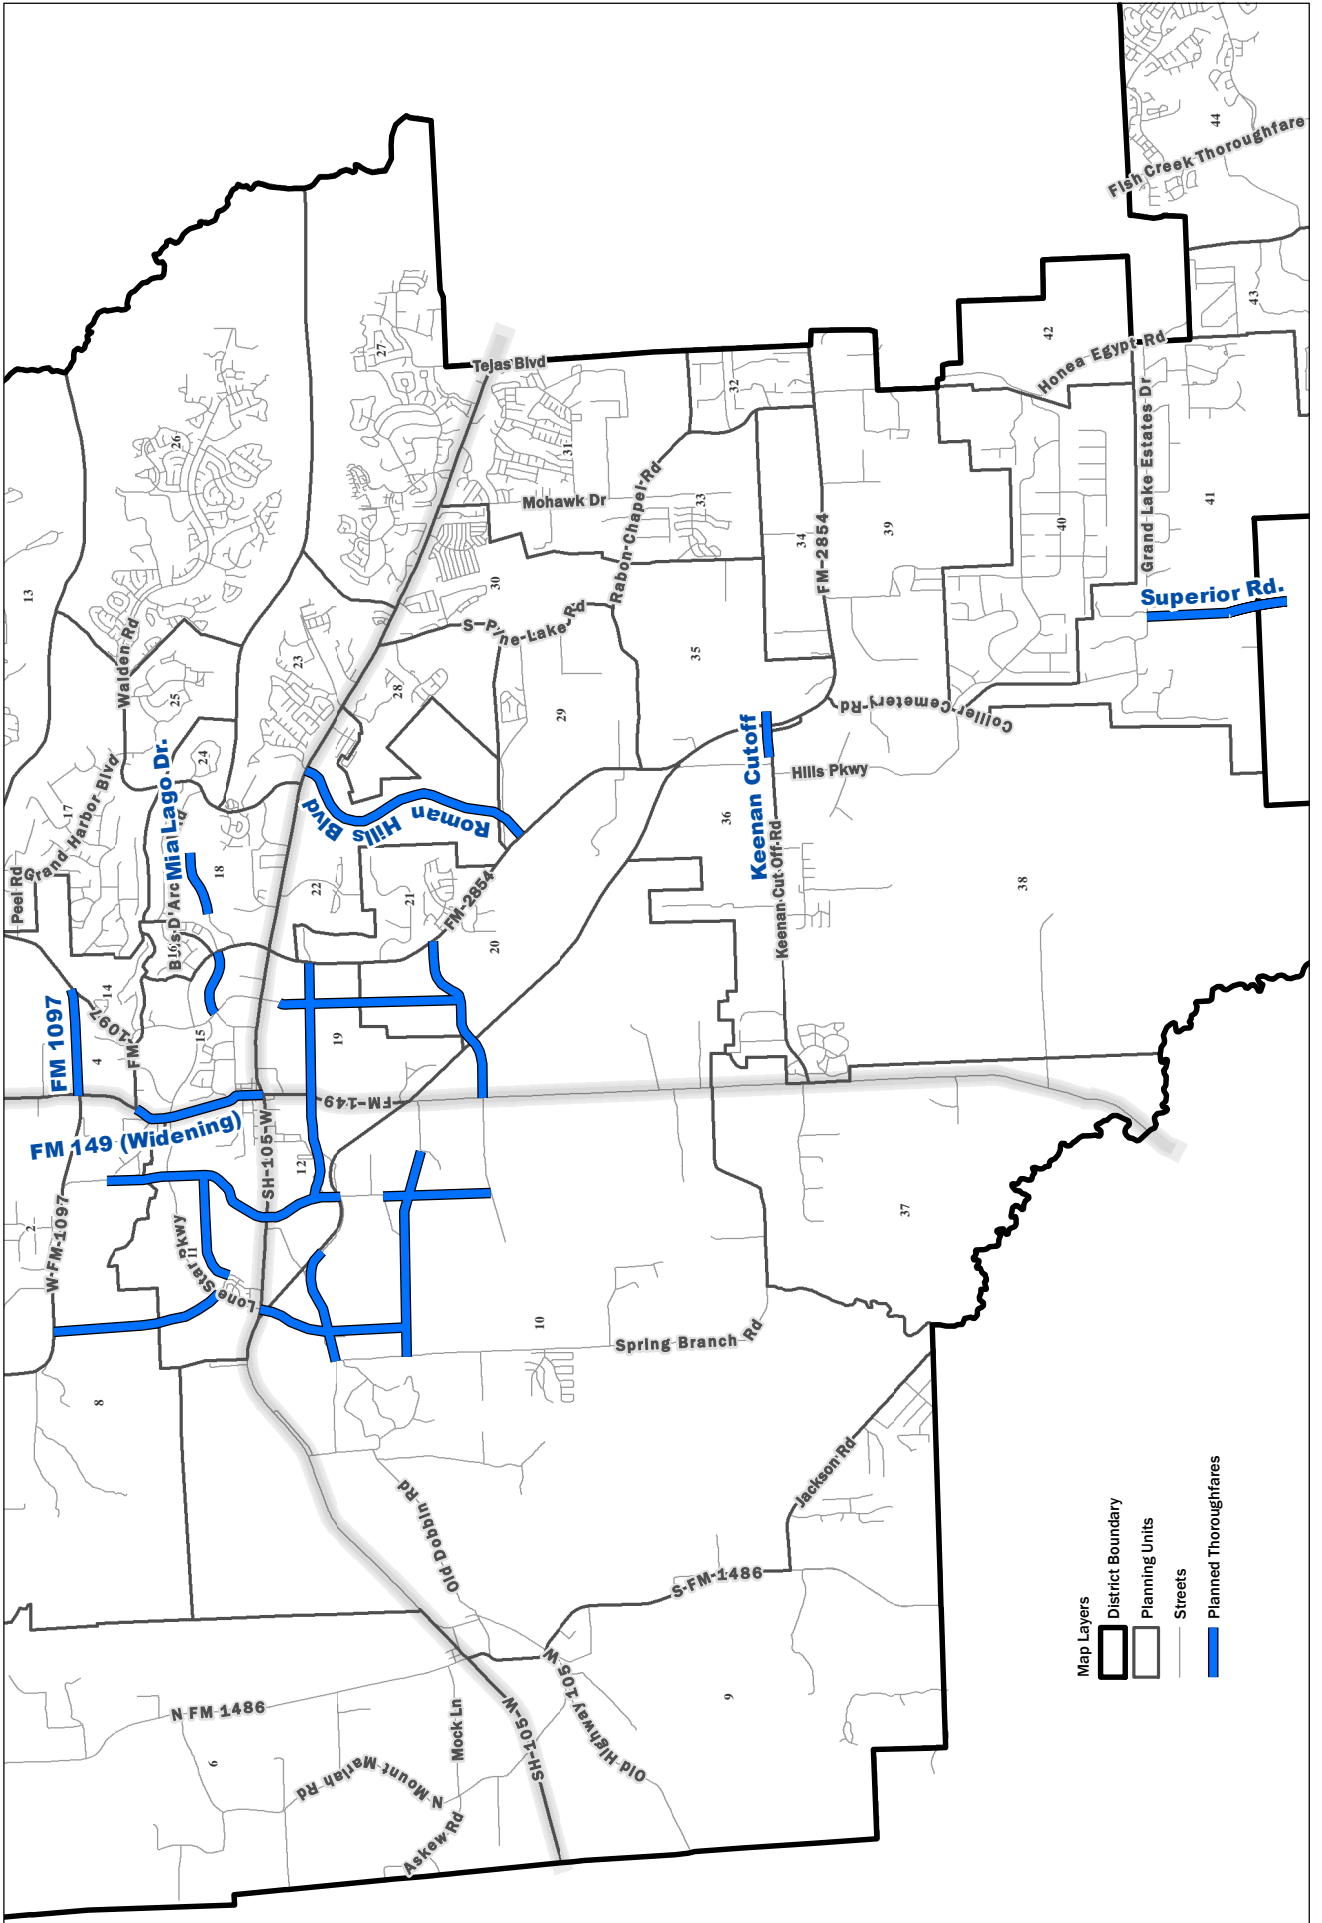 44
Fish Creek Thoroughfare
43
42
Honea Egypt Rd
27
Tejas Blvd
32
26
31
Mohawk Dr
Rabon-Chapel-Rd
33
34
FM-2854
39
40
Grand Lake Estates Dr
41
13
30
S-Pine-Lake-Rd
Superior Rd.
Walden Rd
23
25
28
35
29
24
Collier-Cemetery-Rd
Mia Lago Dr.
Keenan Cutoff
Hills Pkwy
Grand Harbor Blvd
17
Roman Hills Blvd
36
Peel Rd
18
22
21
FM-2854
38
Keenan Cut Off-Rd
16
20
FM 1097
14
FM-1097
4
15
19
FM-149
FM 149 (Widening)
SH-105-W
12
2
W-FM-1097
Lone Star Pkwy
11
37
10
Spring Branch Rd
8
Jackson Rd
Old Dobbin Rd
S-FM-1486
N FM 1486
6
N Mount Mariah Rd
Mock Ln
Askew Rd
SH-105-W
Old Highway 105 W
9
Map Layers
District Boundary
Planning Units
Streets
Planned Thoroughfares